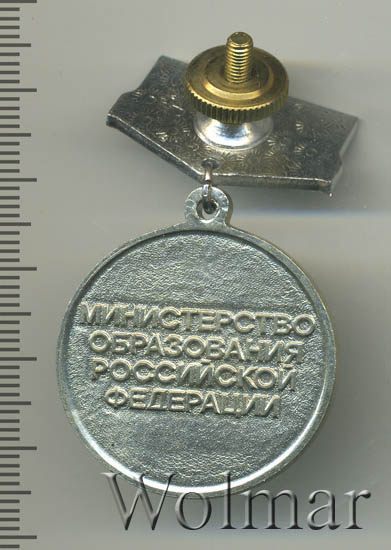 МИНИСТЕРСТВО
ОБРАЗОВАНИЯ
РОССИЙСКОЙ
ФЕДЕРАЦИИ
Wolmar